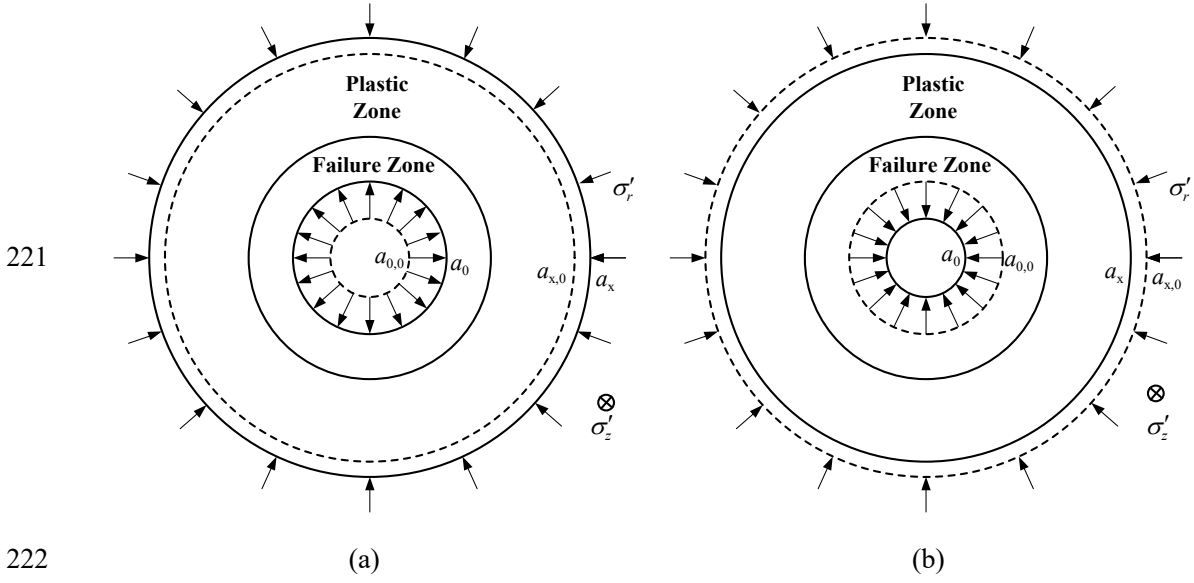 Plastic
Zone
Failure Zone
σ′r
221
a0,0
a0
ax,0
ax
σ′z
Plastic
Zone
Failure Zone
σ′r
a0
a0,0
ax
ax,0
σ′z
222
(a)
(b)